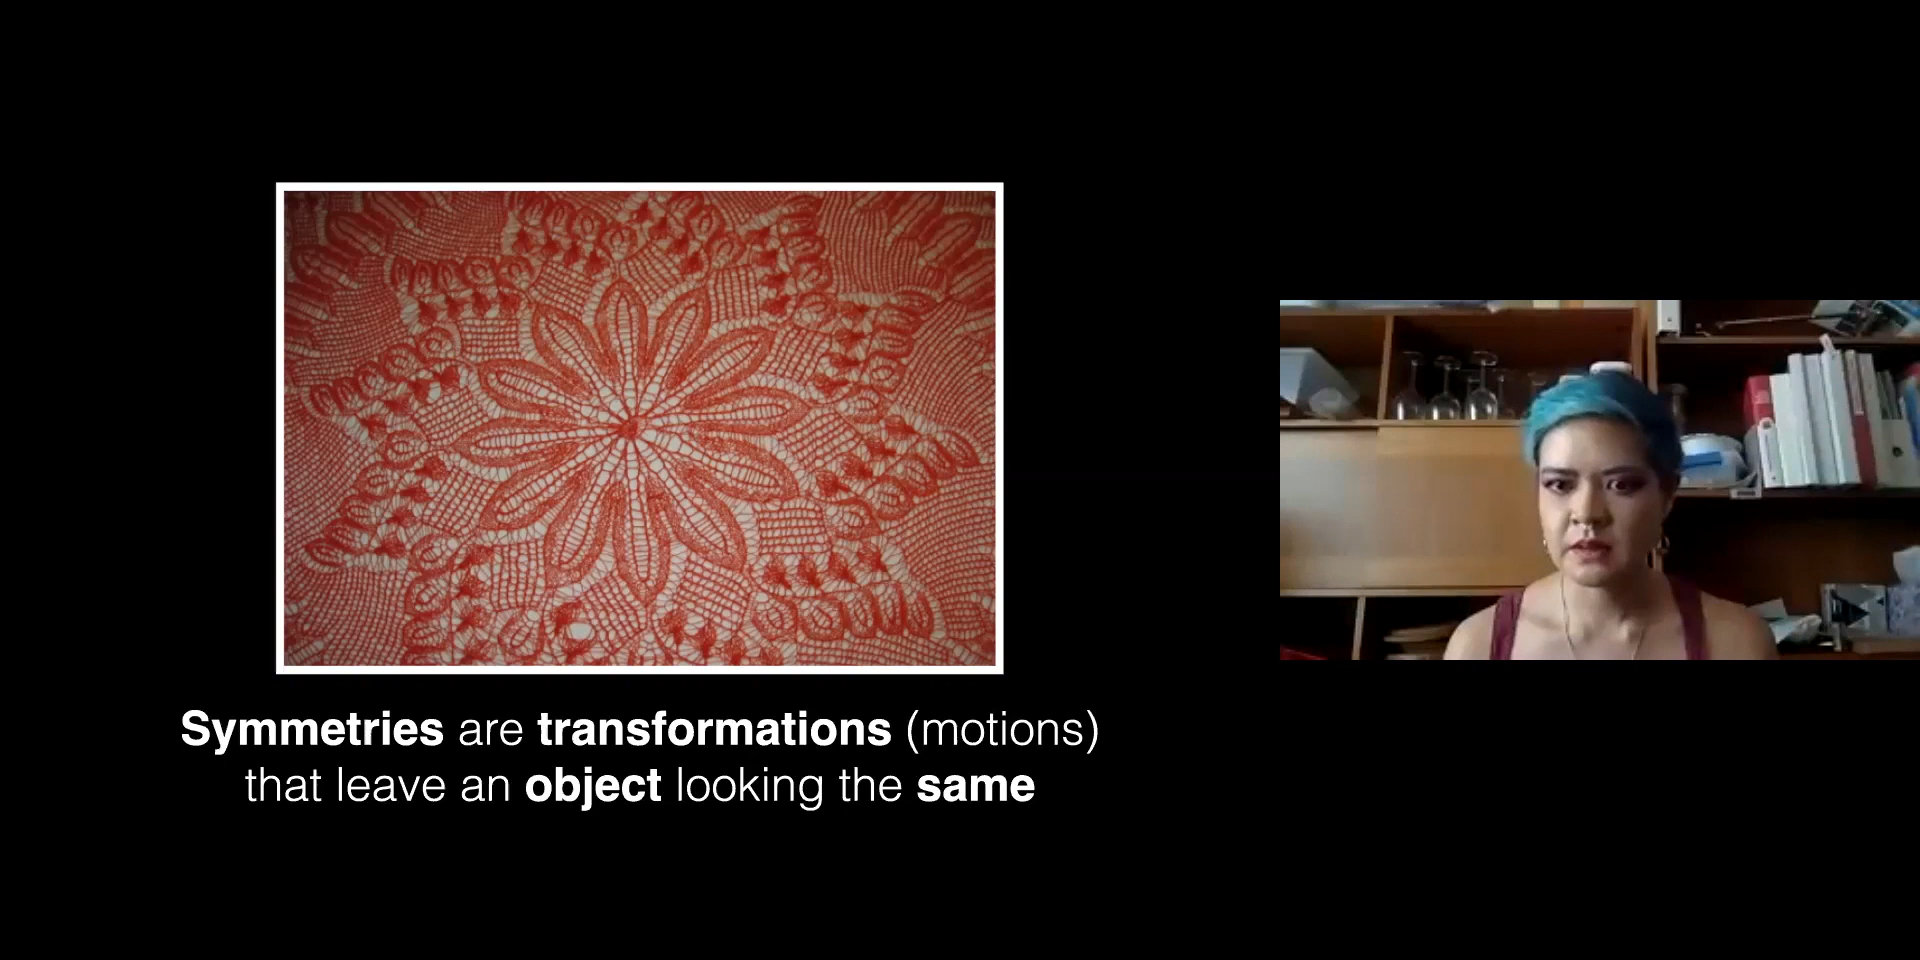 Symmetries are transformations (motions)
that leave an object looking the same